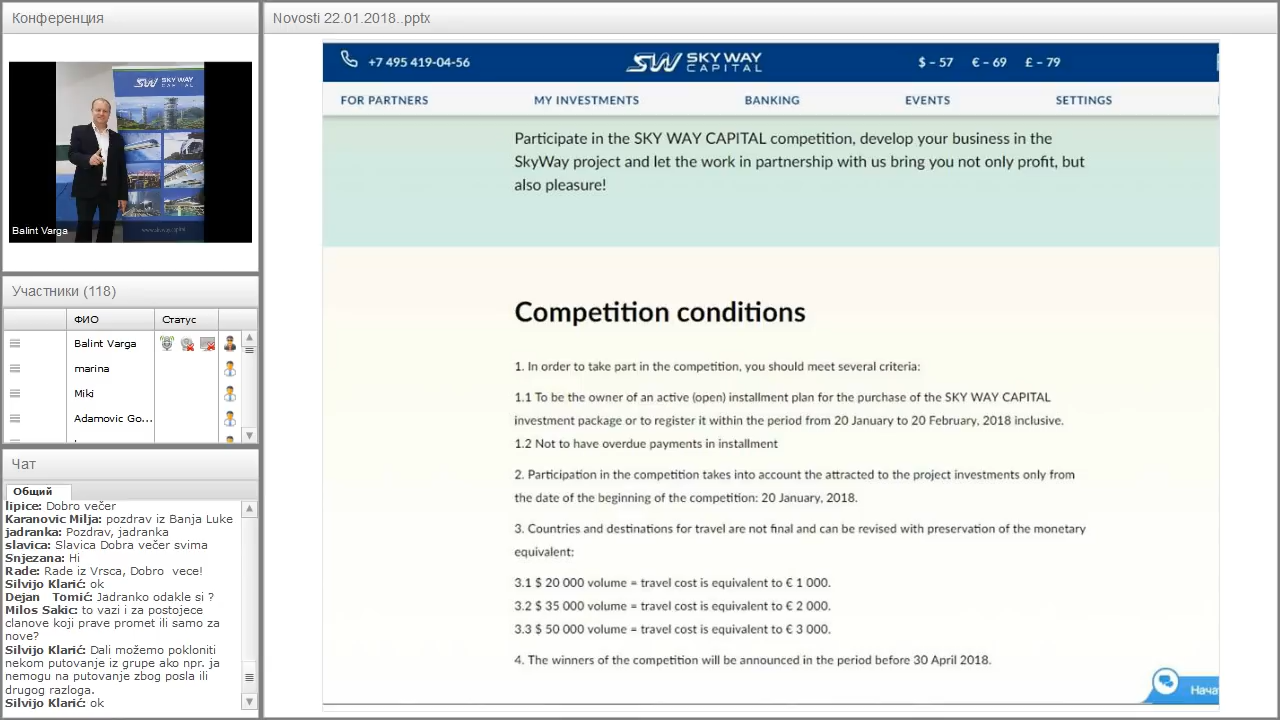 Конференция
SW SKY WAY
CAPITAL
Balint Varga
www.skyway.capital
Участники (118)
ФИО
Статус
Balint Varga
marina
Miki
Adamovic Go...
Чат
Общий
lipice: Dobro večer
Karanovic Milja: pozdrav iz Banja Luke
jadranka: Pozdrav, jadranka
slavica: Slavica Dobra večer svima
Snjezana: Hi
Rade: Rade iz Vrsca, Dobro vece!
Silvijo Klarić: ok
Dejan Tomić: Jadranko odakle si ?
Milos Sakic: to vazi i za postojece
clanove koji prave promet ili samo za
nove?
Silvijo Klarić: Dali možemo pokloniti
nekom putovanje iz grupe ako npr. ja
nemogu na putovanje zbog posla ili
drugog razloga.
Silvijo Klarić: ok
Novosti 22.01.2018..pptx
+7 495 419-04-56
SW SKY WAY
CAPITAL
$ – 57 € – 69 £ – 79
FOR PARTNERS
MY INVESTMENTS
BANKING
EVENTS
SETTINGS
Participate in the SKY WAY CAPITAL competition, develop your business in the
SkyWay project and let the work in partnership with us bring you not only profit, but
also pleasure!
Competition conditions
1. In order to take part in the competition, you should meet several criteria:
1.1 To be the owner of an active (open) installment plan for the purchase of the SKY WAY CAPITAL
investment package or to register it within the period from 20 January to 20 February, 2018 inclusive.
1.2 Not to have overdue payments in installment
2. Participation in the competition takes into account the attracted to the project investments only from
the date of the beginning of the competition: 20 January, 2018.
3. Countries and destinations for travel are not final and can be revised with preservation of the monetary
equivalent:
3.1 $ 20 000 volume = travel cost is equivalent to € 1 000.
3.2 $ 35 000 volume = travel cost is equivalent to € 2 000.
3.3 $ 50 000 volume = travel cost is equivalent to € 3 000.
4. The winners of the competition will be announced in the period before 30 April 2018.
Нача